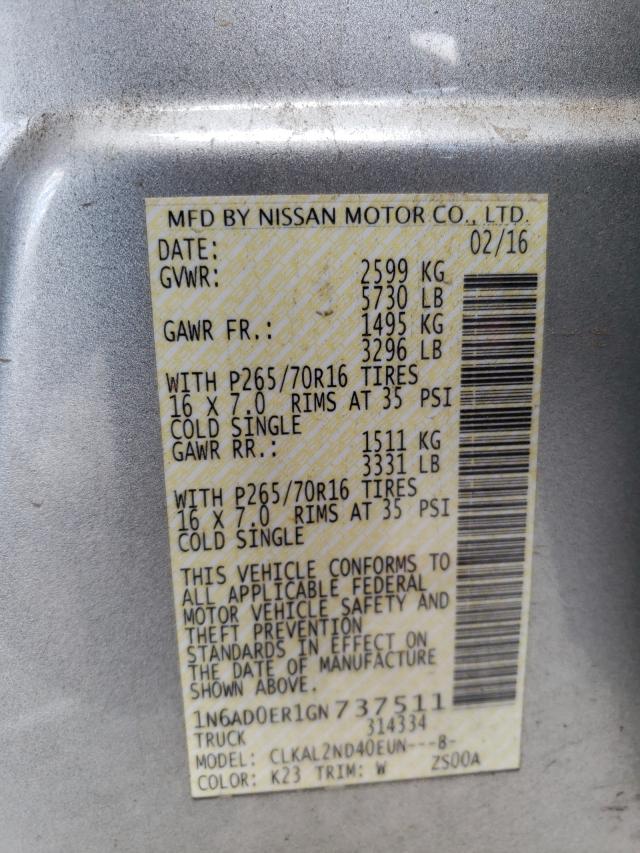 MFD BY NISSAN MOTOR CO., LTD.
DATE: 02/16
GVWR: 2599 KG
5730 LB
GAWR FR.: 1495 KG
3296 LB
WITH P265/70R16 TIRES
16 X 7.0 RIMS AT 35 PSI
COLD SINGLE
GAWR RR.: 1511 KG
3331 LB
WITH P265/70R16 TIRES
16 X 7.0 RIMS AT 35 PSI
COLD SINGLE
THIS VEHICLE CONFORMS TO
ALL APPLICABLE FEDERAL
MOTOR VEHICLE SAFETY AND
THEFT PREVENTION
STANDARDS IN EFFECT ON
THE DATE OF MANUFACTURE
SHOWN ABOVE.
1N6AD0ER1GN737511
TRUCK 314334
MODEL: CLKAL2ND40EUN---B-
COLOR: K23 TRIM: W ZS00A